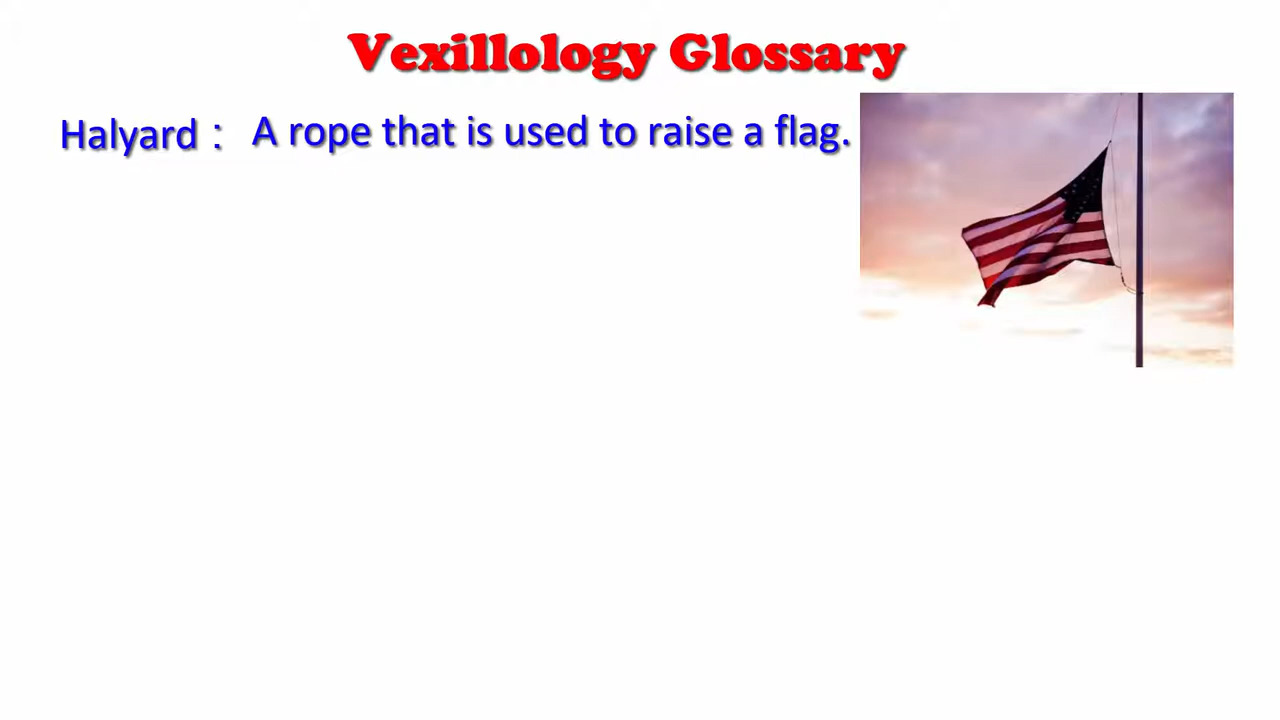 Vexillology Glossary
Halyard : A rope that is used to raise a flag.